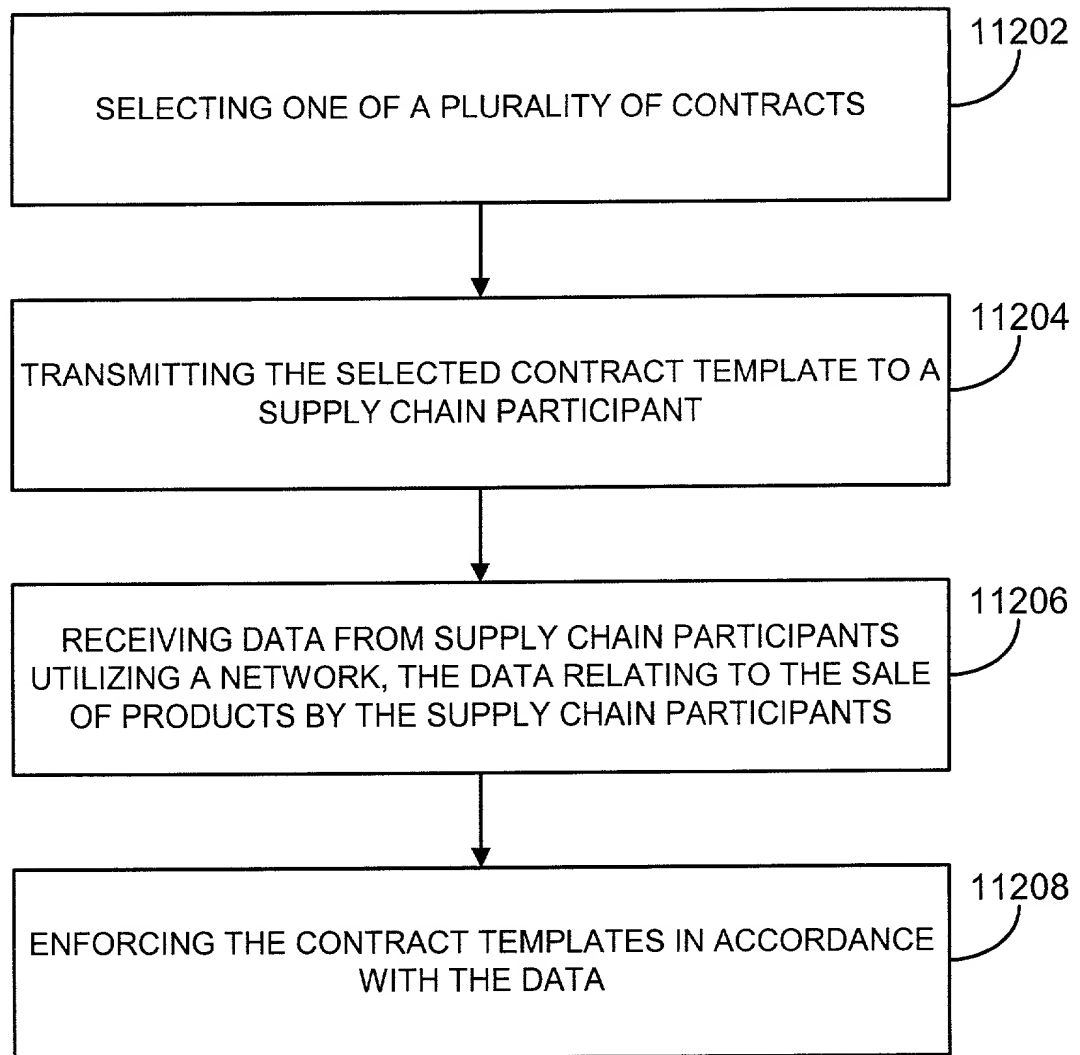 11202
SELECTING ONE OF A PLURALITY OF CONTRACTS
11204
TRANSMITTING THE SELECTED CONTRACT TEMPLATE TO A
SUPPLY CHAIN PARTICIPANT
11206
RECEIVING DATA FROM SUPPLY CHAIN PARTICIPANTS
UTILIZING A NETWORK, THE DATA RELATING TO THE SALE
OF PRODUCTS BY THE SUPPLY CHAIN PARTICIPANTS
11208
ENFORCING THE CONTRACT TEMPLATES IN ACCORDANCE
WITH THE DATA